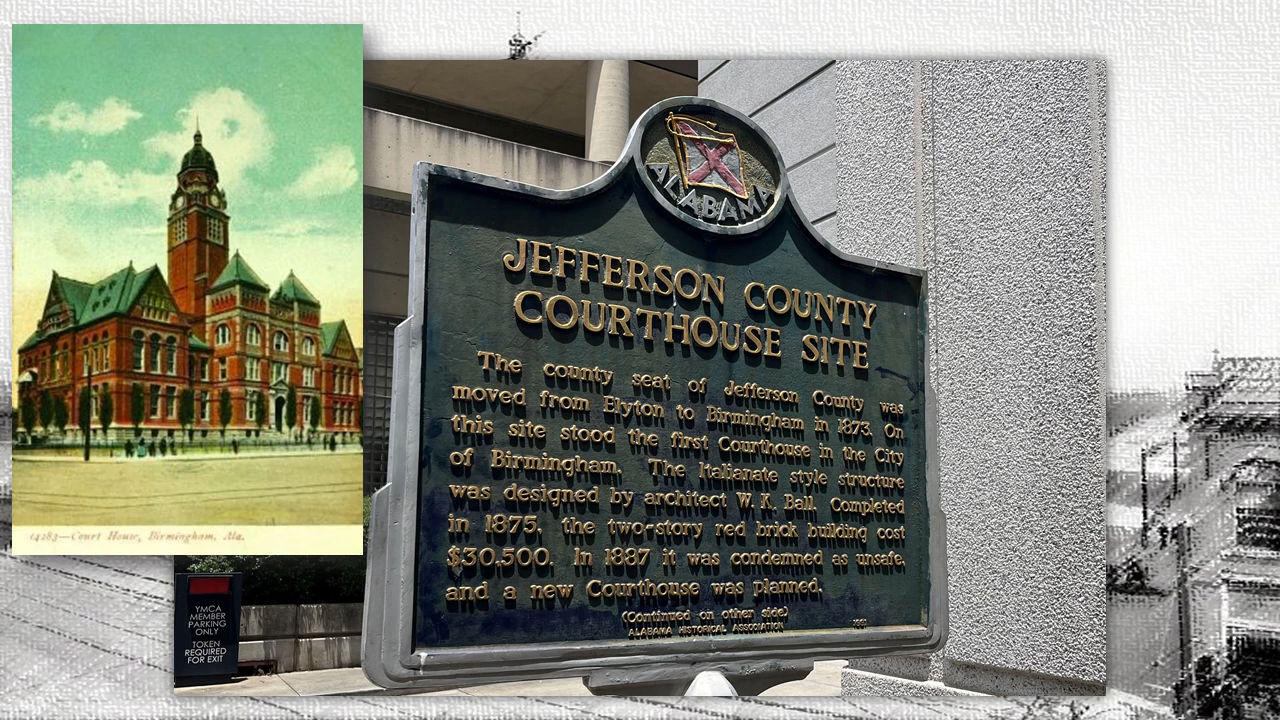 14283—Court House, Birmingham, Ala.
ALABAMA
JEFFERSON COUNTY
COURTHOUSE SITE
The county seat of Jefferson County was
moved from Elyton to Birmingham in 1873. On
this site stood the first Courthouse in the City
of Birmingham. The Italianate style structure
was designed by architect W. K. Ball. Completed
in 1875, the two-story red brick building cost
$30,500. In 1887 it was condemned as unsafe,
and a new Courthouse was planned.
(Continued on other side)
ALABAMA HISTORICAL ASSOCIATION
YMCA
MEMBER
PARKING
ONLY
TOKEN
REQUIRED
FOR EXIT